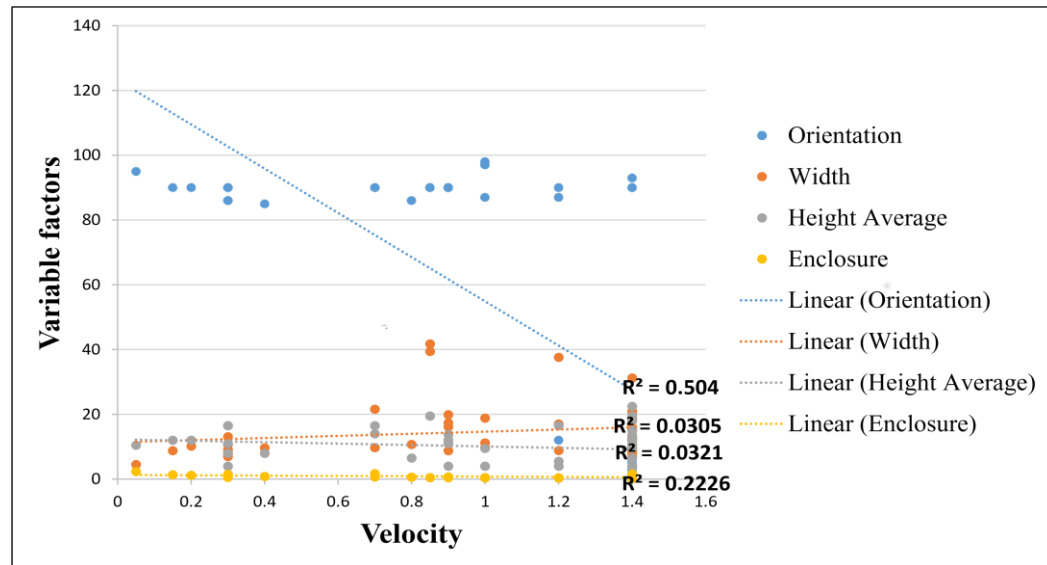 140
120
100
80
60
40
20
0
Variable factors
0
0.2
0.4
0.6
0.8
1
1.2
1.4
1.6
Velocity
R² = 0.504
R² = 0.0305
R² = 0.0321
R² = 0.2226
Orientation
Width
Height Average
Enclosure
Linear (Orientation)
Linear (Width)
Linear (Height Average)
Linear (Enclosure)